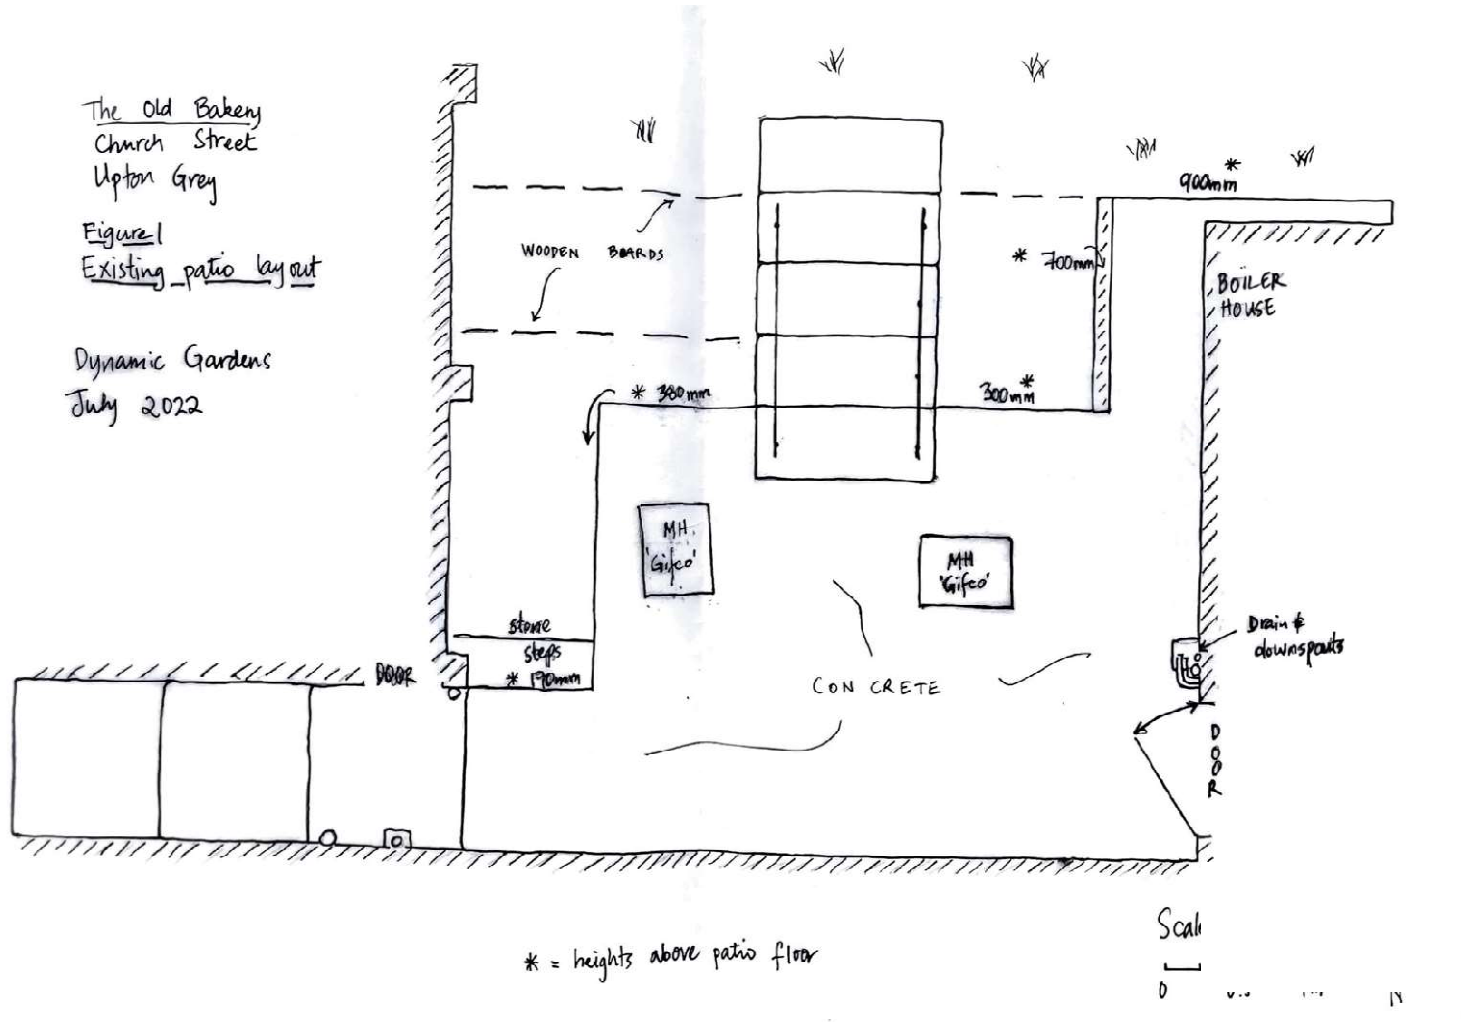 The Old Bakery
Church Street
Upton Grey
Figure 1
Existing patio layout
Dynamic Gardens
July 2022
900mm *
WOODEN BOARDS
* 700mm
BOILER
HOUSE
* 380mm
300mm *
MH
'Gifco'
MH
'Gifco'
stone
steps
* 190mm
DOOR
CONCRETE
Drain &
downspouts
DOOR
* = heights above patio floor
0